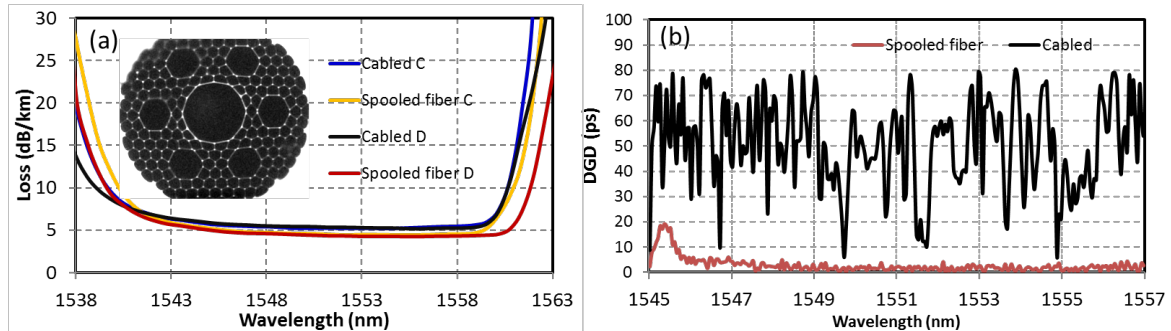 (a)
30
25
20
15
10
5
0
Loss (dB/km)
Cabled C
Spooled fiber C
Cabled D
Spooled fiber D
1538 1543 1548 1553 1558 1563
Wavelength (nm)
(b)
Spooled fiber Cabled
100
90
80
70
60
50
40
30
20
10
0
DGD (ps)
1545 1547 1549 1551 1553 1555 1557
Wavelength (nm)